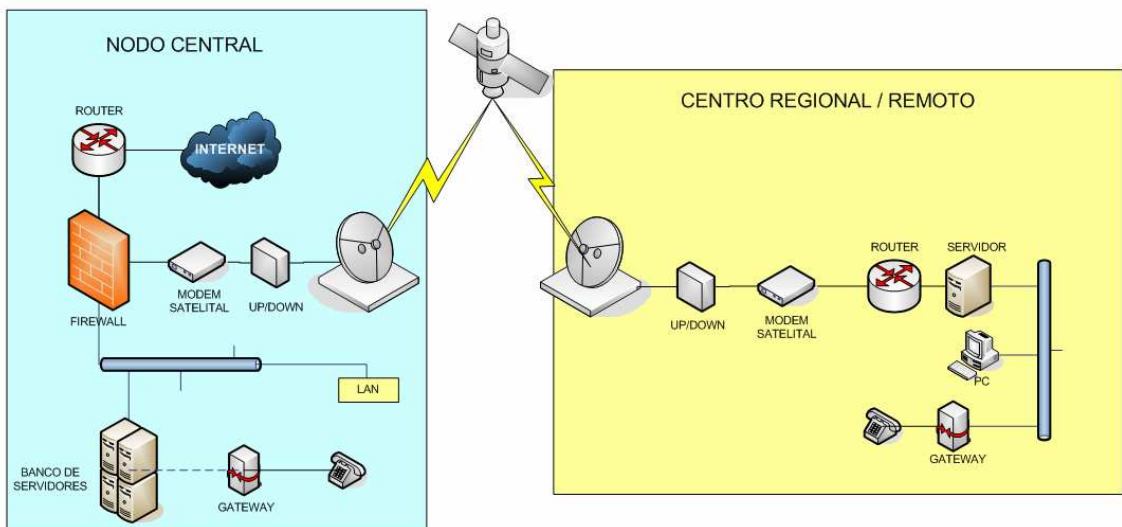 NODO CENTRAL
ROUTER
INTERNET
FIREWALL
MODEM
SATELITAL
UP/DOWN
LAN
BANCO DE
SERVIDORES
GATEWAY
CENTRO REGIONAL / REMOTO
UP/DOWN
MODEM
SATELITAL
ROUTER
SERVIDOR
PC
GATEWAY